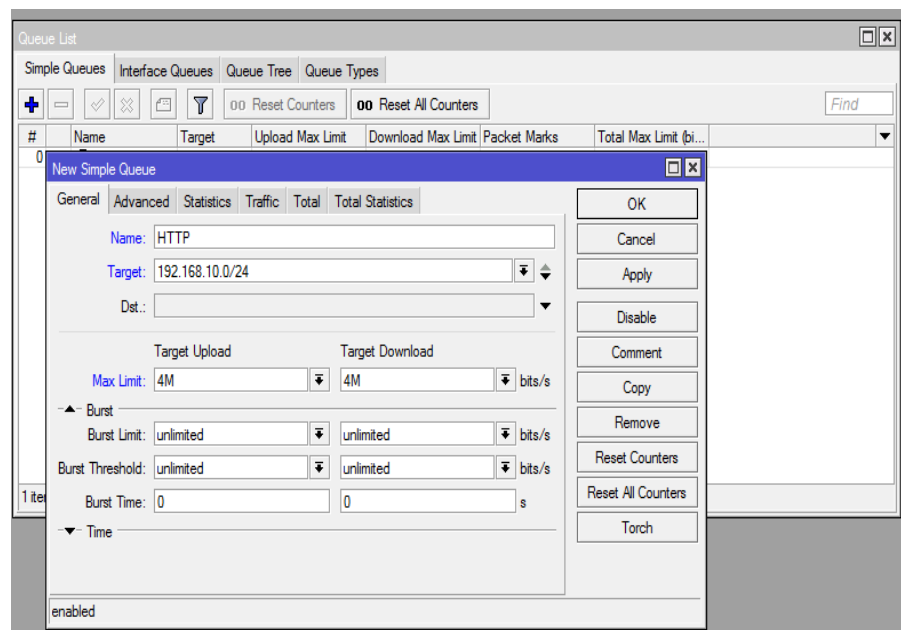 Queue List
Simple Queues Interface Queues Queue Tree Queue Types
00 Reset Counters 00 Reset All Counters Find
# Name Target Upload Max Limit Download Max Limit Packet Marks Total Max Limit (bi...
0
New Simple Queue
General Advanced Statistics Traffic Total Total Statistics
OK
Name: HTTP
Cancel
Target: 192.168.10.0/24
Apply
Dst.:
Disable
Target Upload Target Download
Comment
Max Limit: 4M 4M bits/s
Copy
Burst
Remove
Burst Limit: unlimited unlimited bits/s
Reset Counters
Burst Threshold: unlimited unlimited bits/s
Reset All Counters
1 iter
Burst Time: 0 0 s
Torch
Time
enabled